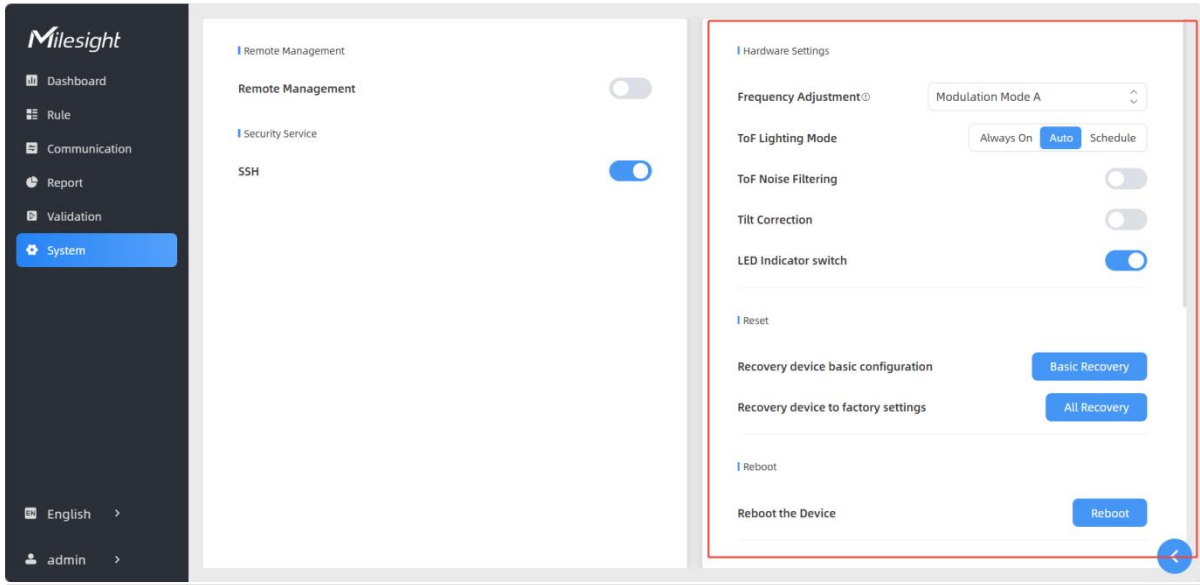 Milesight
Dashboard
Rule
Communication
Report
Validation
System
EN English
admin
Remote Management
Remote Management
Security Service
SSH
Hardware Settings
Frequency Adjustment Modulation Mode A
ToF Lighting Mode Always On Auto Schedule
ToF Noise Filtering
Tilt Correction
LED Indicator switch
Reset
Recovery device basic configuration Basic Recovery
Recovery device to factory settings All Recovery
Reboot
Reboot the Device Reboot